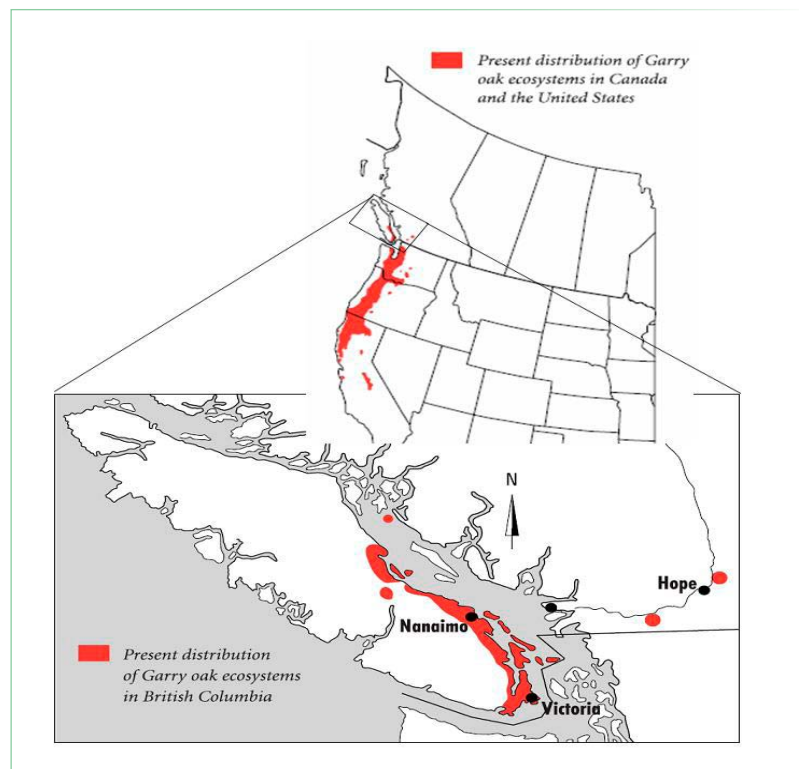 Present distribution of Garry
oak ecosystems in Canada
and the United States
N
Hope
Nanaimo
Present distribution
of Garry oak ecosystems
in British Columbia
Victoria